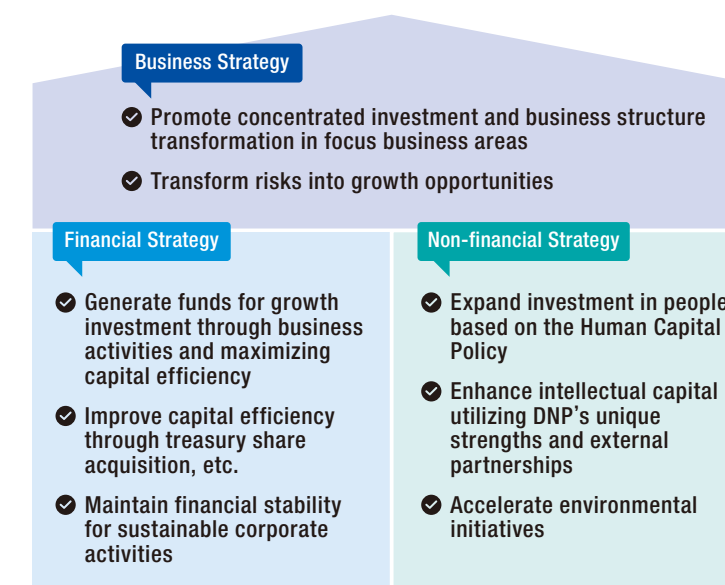 Business Strategy
Promote concentrated investment and business structure
transformation in focus business areas
Transform risks into growth opportunities
Financial Strategy
Generate funds for growth
investment through business
activities and maximizing
capital efficiency
Improve capital efficiency
through treasury share
acquisition, etc.
Maintain financial stability
for sustainable corporate
activities
Non-financial Strategy
Expand investment in people
based on the Human Capital
Policy
Enhance intellectual capital
utilizing DNP’s unique
strengths and external
partnerships
Accelerate environmental
initiatives